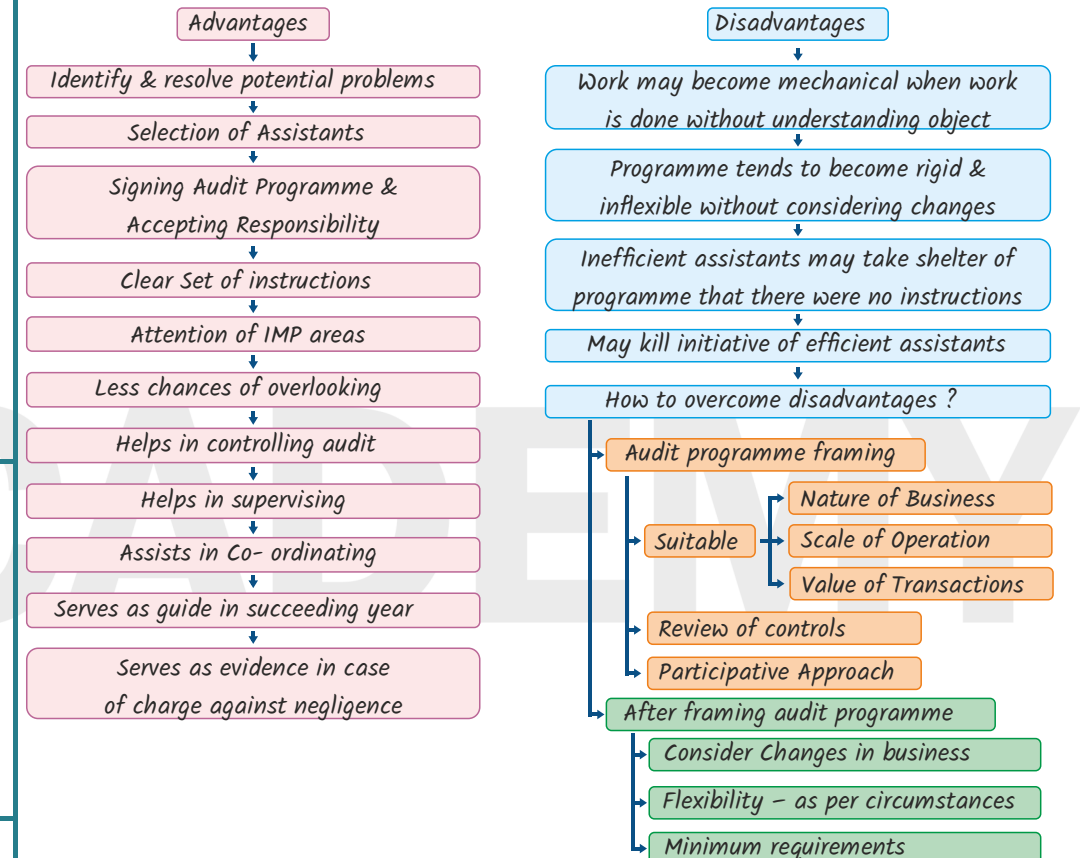 Advantages
Identify & resolve potential problems
Selection of Assistants
Signing Audit Programme &
Accepting Responsibility
Clear Set of instructions
Attention of IMP areas
Less chances of overlooking
Helps in controlling audit
Helps in supervising
Assists in Co- ordinating
Serves as guide in succeeding year
Serves as evidence in case
of charge against negligence
Disadvantages
Work may become mechanical when work
is done without understanding object
Programme tends to become rigid &
inflexible without considering changes
Inefficient assistants may take shelter of
programme that there were no instructions
May kill initiative of efficient assistants
How to overcome disadvantages ?
Audit programme framing
Suitable
Nature of Business
Scale of Operation
Value of Transactions
Review of controls
Participative Approach
After framing audit programme
Consider Changes in business
Flexibility – as per circumstances
Minimum requirements
CADEMY